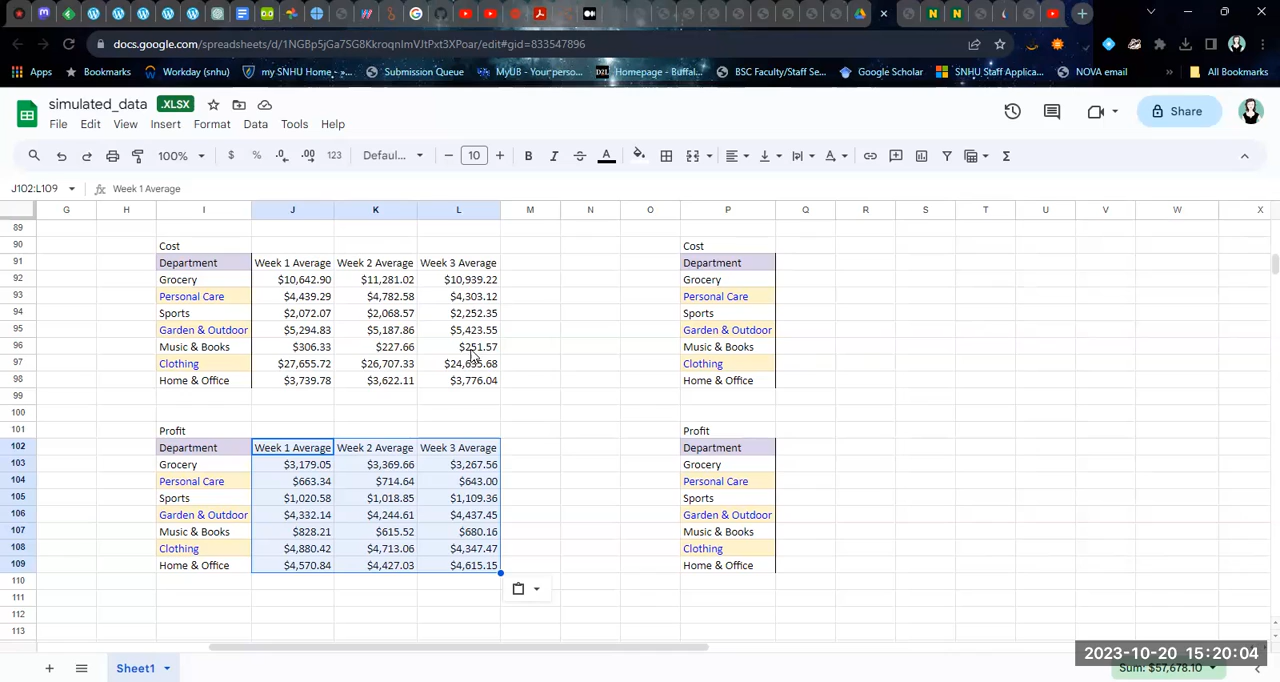 docs.google.com/spreadsheets/d/1NGBp5jGa7SG8KkroqnImVJtPxt3XPoar/edit#gid=833547896
Apps Bookmarks Workday (snhu) my SNHU Home - ... Submission Queue MyUB - Your perso... Homepage - Buffal... BSC Faculty/Staff Se... Google Scholar SNHU Staff Applica... NOVA email » All Bookmarks
simulated_data .XLSX
Share
File Edit View Insert Format Data Tools Help
100% $ % .0 .00 123 Defaul... 10 B I A
J102:L109 fx Week 1 Average
G H I J K L M N O P Q R S T U V W X
89
90 Cost Cost
91 Department Week 1 Average Week 2 Average Week 3 Average Department
92 Grocery $10,642.90 $11,281.02 $10,939.22 Grocery
93 Personal Care $4,439.29 $4,782.58 $4,303.12 Personal Care
94 Sports $2,072.07 $2,068.57 $2,252.35 Sports
95 Garden & Outdoor $5,294.83 $5,187.86 $5,423.55 Garden & Outdoor
96 Music & Books $306.33 $227.66 $251.57 Music & Books
97 Clothing $27,655.72 $26,707.33 Clothing
98 Home & Office $3,739.78 $3,622.11 $3,776.04 Home & Office
99
100
101 Profit Profit
102 Department Week 1 Average Week 2 Average Week 3 Average Department
103 Grocery $3,179.05 $3,369.66 $3,267.56 Grocery
104 Personal Care $663.34 $714.64 $643.00 Personal Care
105 Sports $1,020.58 $1,018.85 $1,109.36 Sports
106 Garden & Outdoor $4,332.14 $4,244.61 $4,437.45 Garden & Outdoor
107 Music & Books $828.21 $615.52 $680.16 Music & Books
108 Clothing $4,880.42 $4,713.06 $4,347.47 Clothing
109 Home & Office $4,570.84 $4,427.03 $4,615.15 Home & Office
110
111
112
113
2023-10-20 15:20:04
Sheet1
Sum: $57,678.10